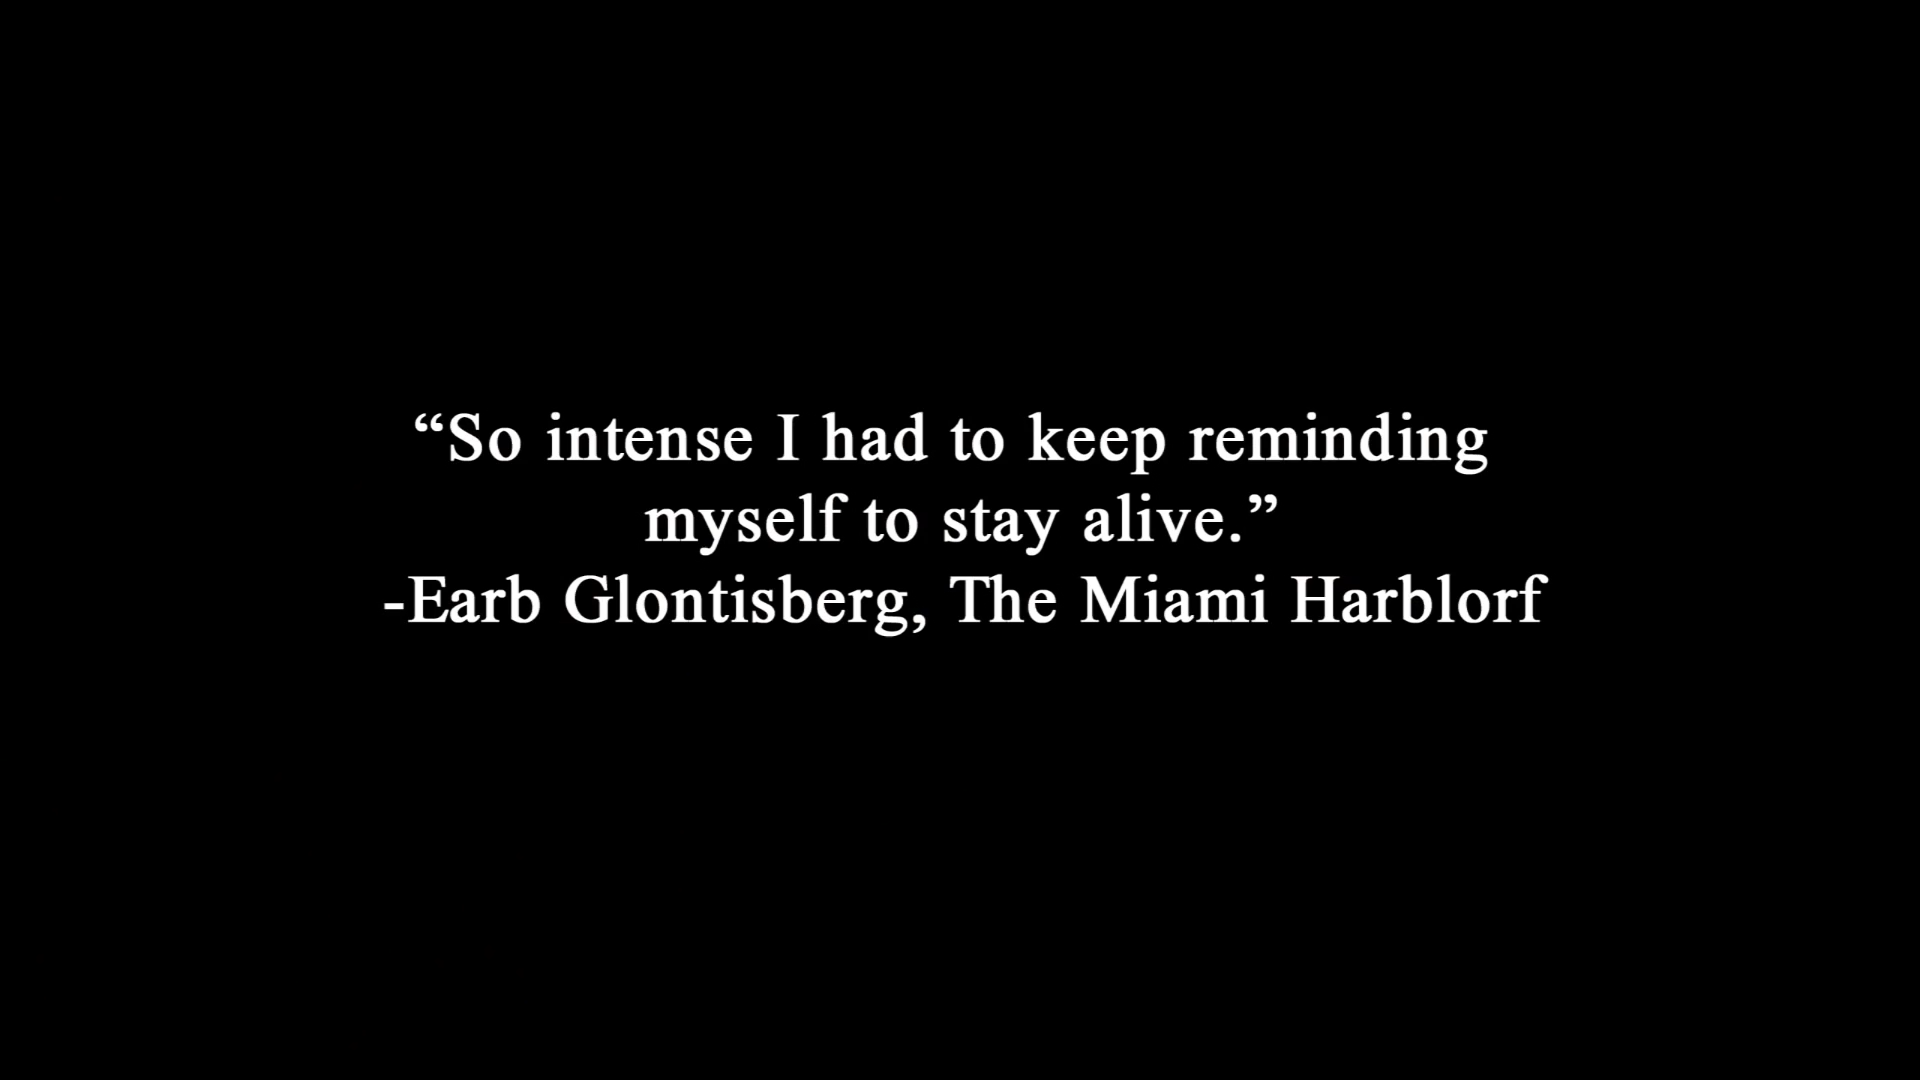 “So intense I had to keep reminding
myself to stay alive.”
-Earb Glontisberg, The Miami Harblorf